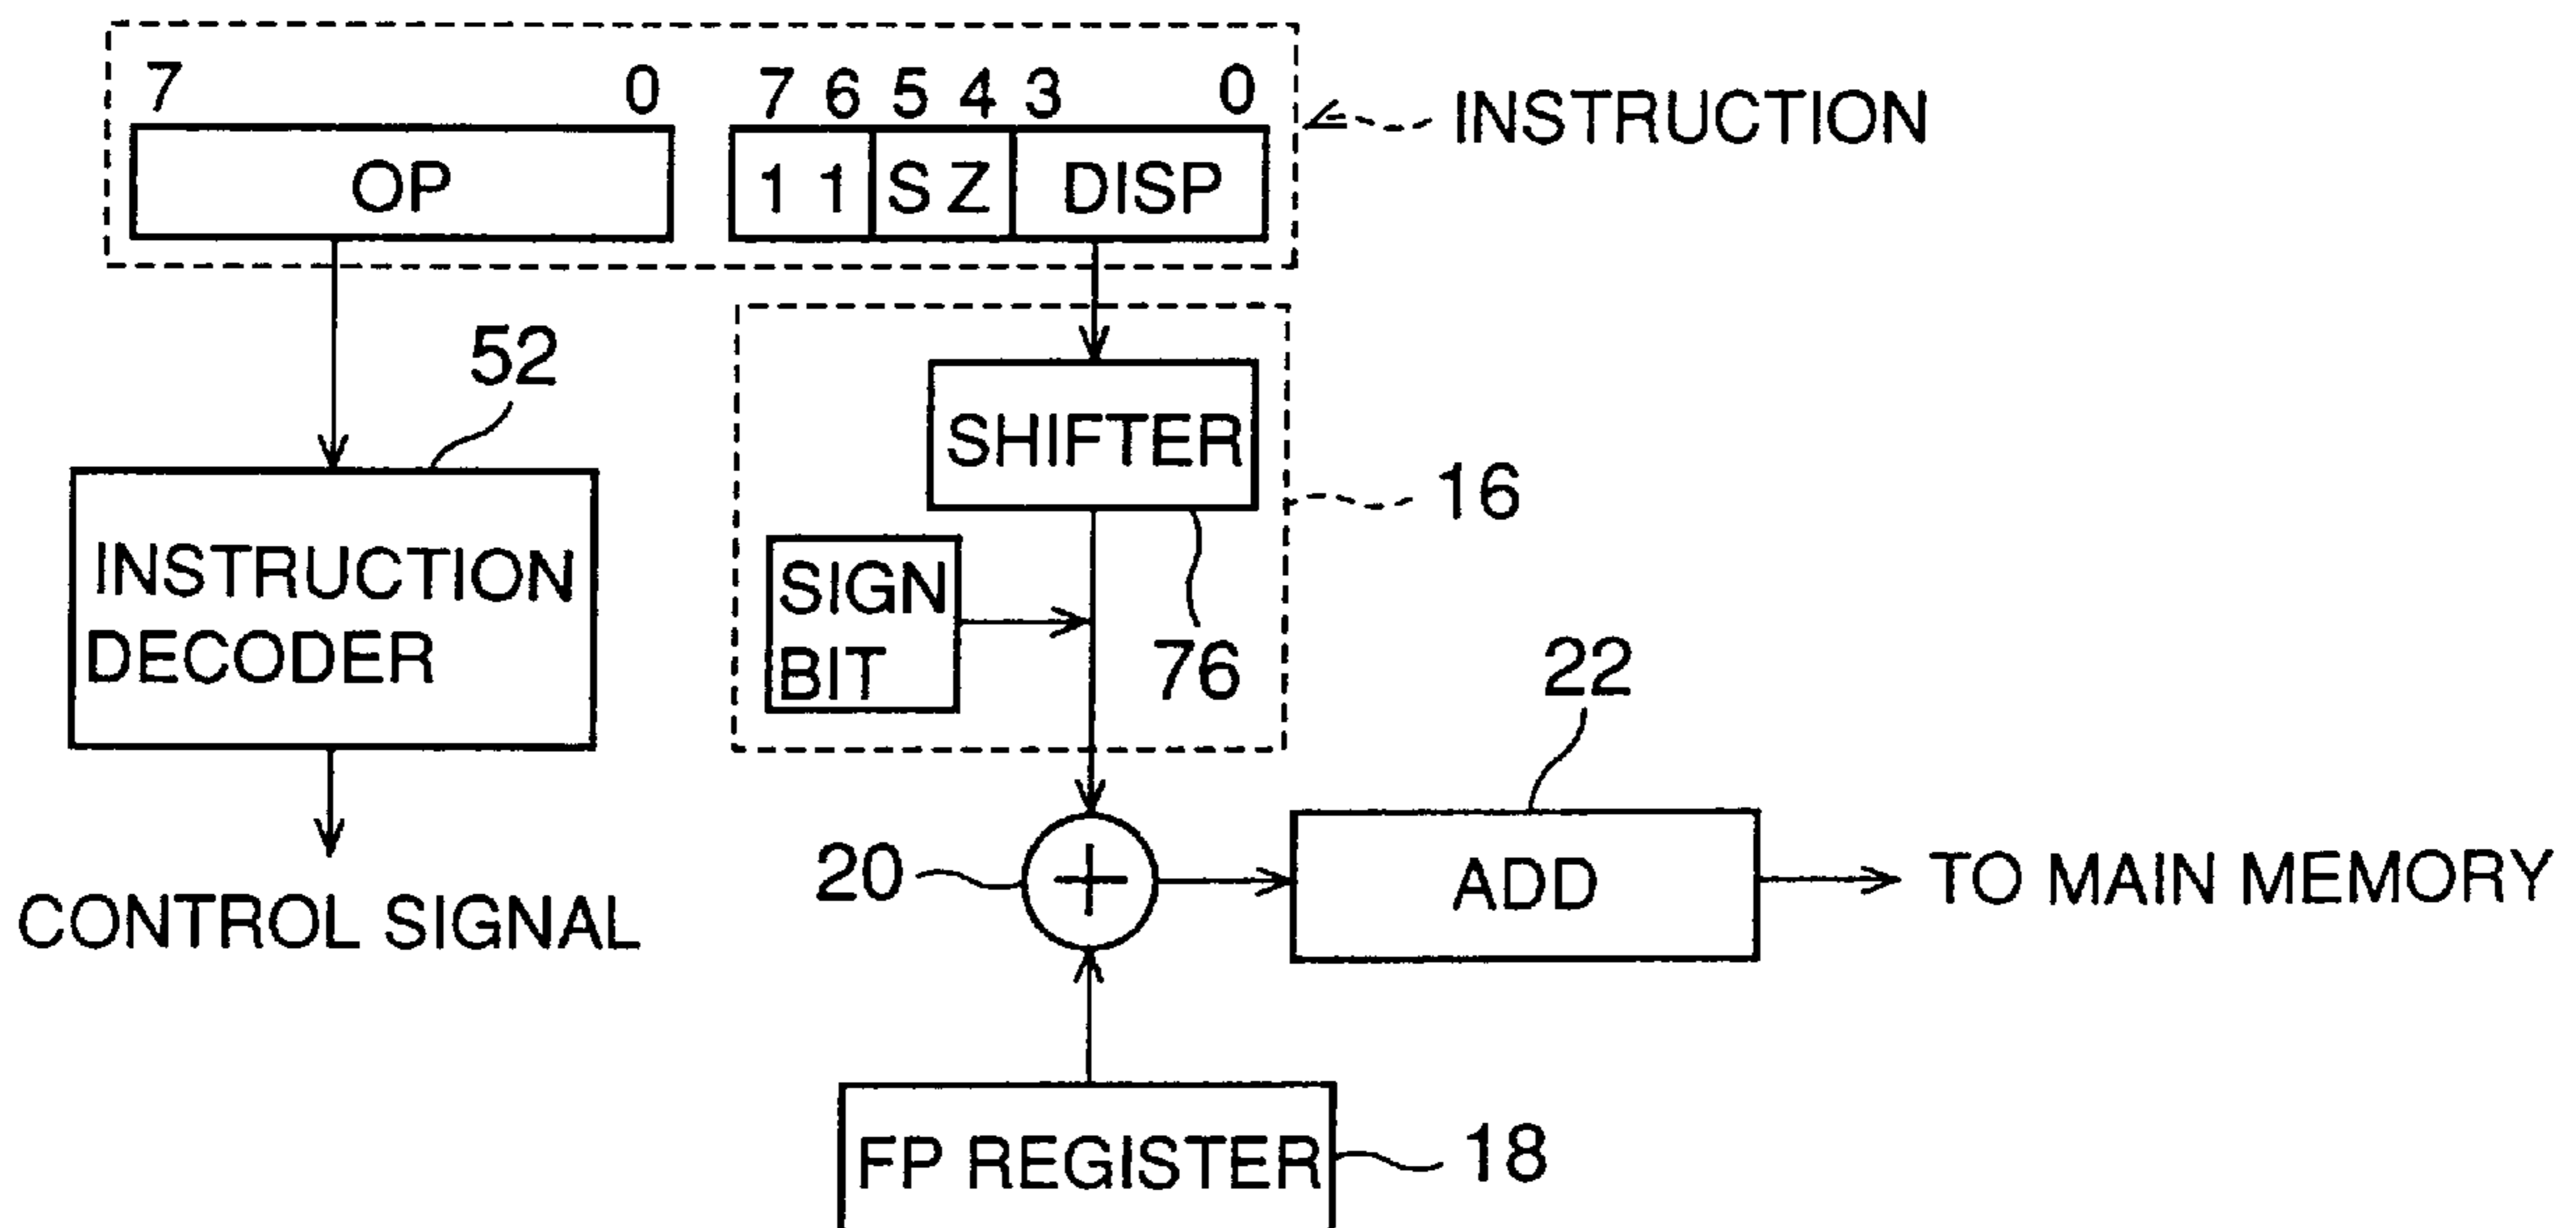 7 0 7 6 5 4 3 0
INSTRUCTION
OP 1 1 S Z DISP
52
SHIFTER
16
INSTRUCTION
DECODER
SIGN
BIT
76
22
20
ADD
TO MAIN MEMORY
CONTROL SIGNAL
FP REGISTER
18